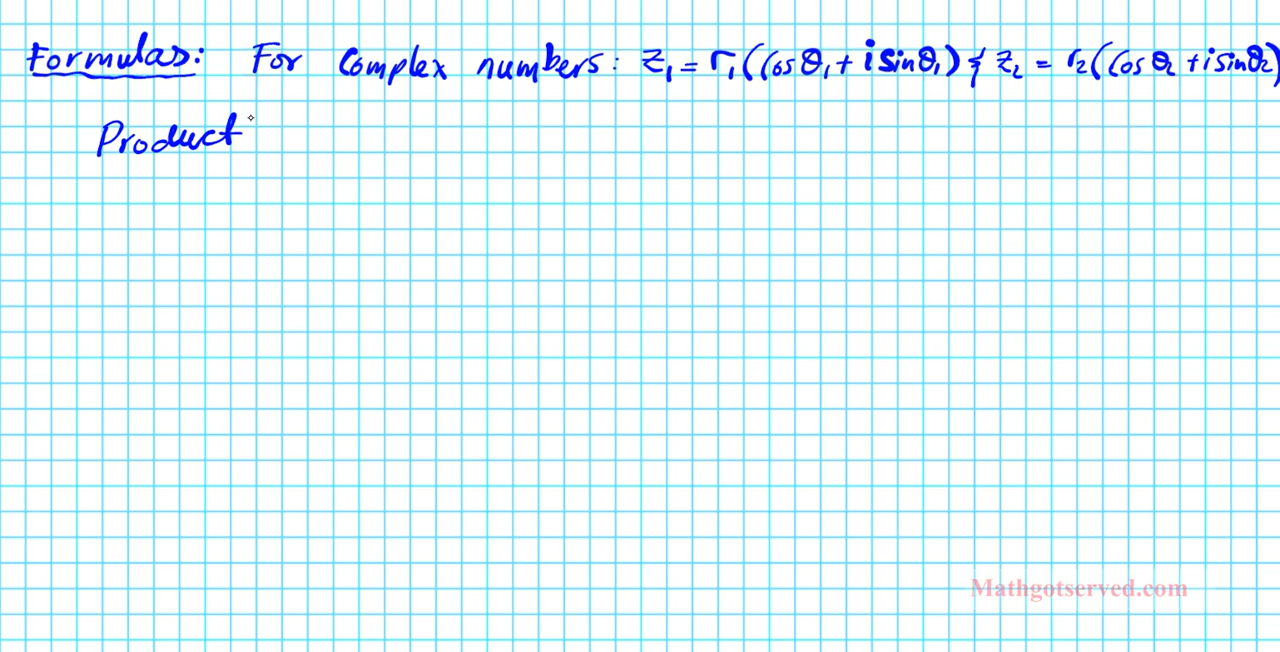 Formulas: For Complex numbers: z₁ = r₁(cos θ₁ + i sin θ₁) & z₂ = r₂(cos θ₂ + i sin θ₂)
Product
Mathgotserved.com